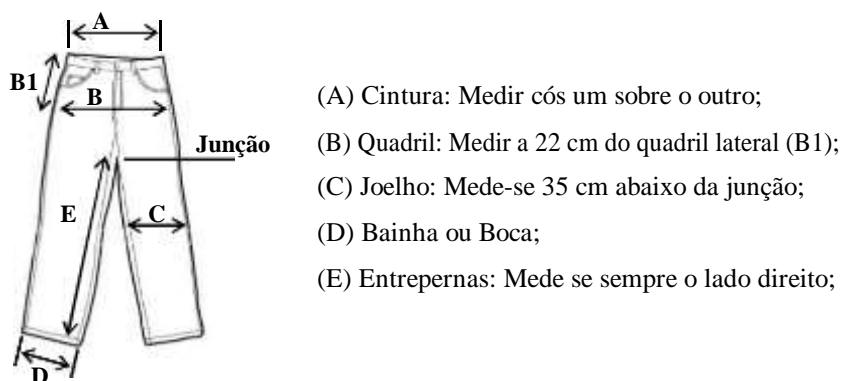 A
B1
B
Junção
E
C
D
(A) Cintura: Medir cós um sobre o outro;
(B) Quadril: Medir a 22 cm do quadril lateral (B1);
(C) Joelho: Mede-se 35 cm abaixo da junção;
(D) Bainha ou Boca;
(E) Entrepernas: Mede se sempre o lado direito;